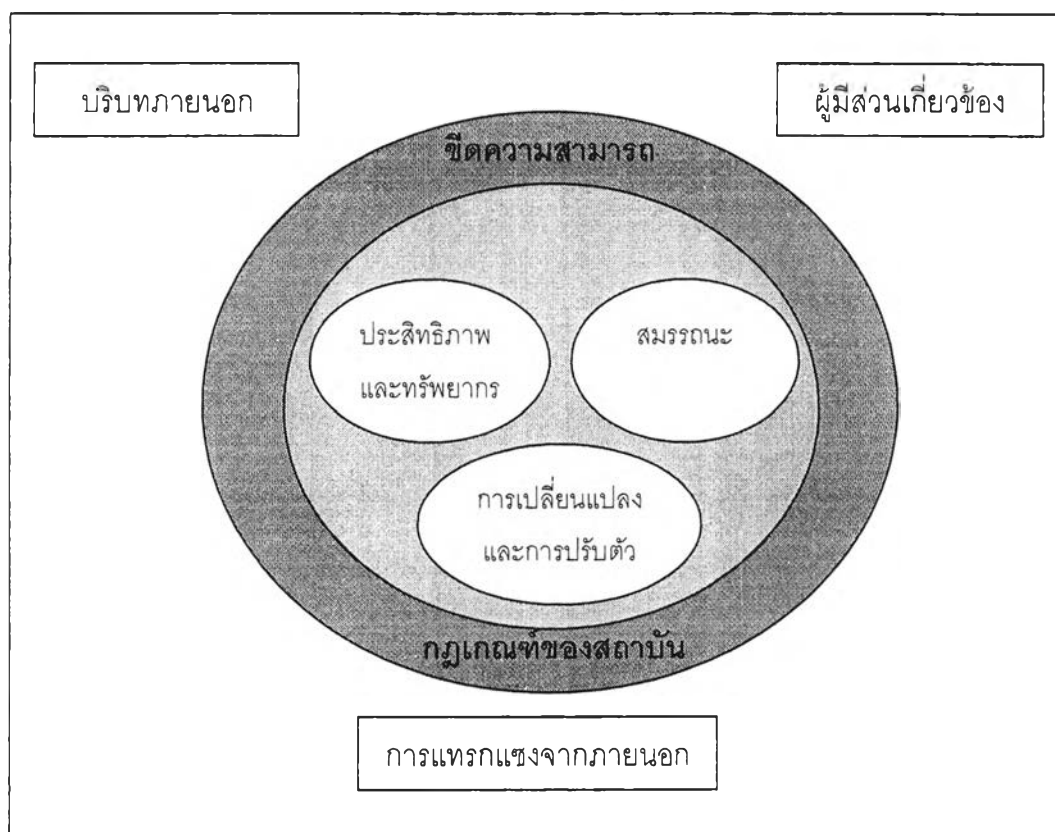 บริบทภายนอก
ผู้มีส่วนเกี่ยวข้อง
ขีดความสามารถ
ประสิทธิภาพ
และทรัพยากร
สมรรถนะ
การเปลี่ยนแปลง
และการปรับตัว
กฎเกณฑ์ของสถาบัน
การแทรกแซงจากภายนอก